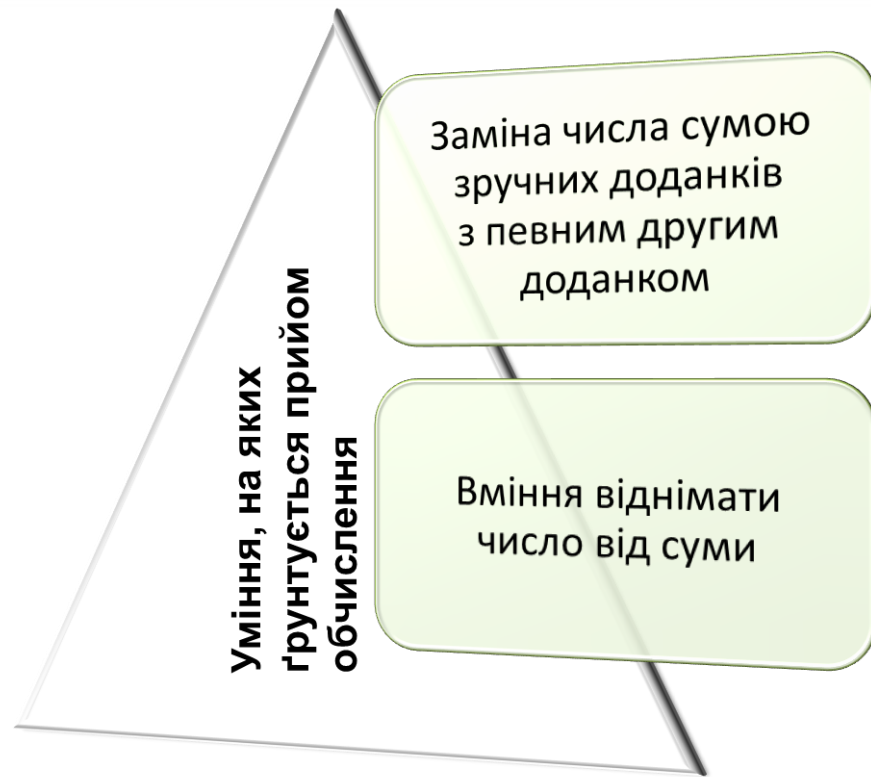 Уміння, на яких
ґрунтується прийом
обчислення
Заміна числа сумою
зручних доданків
з певним другим
доданком
Вміння віднімати
число від суми